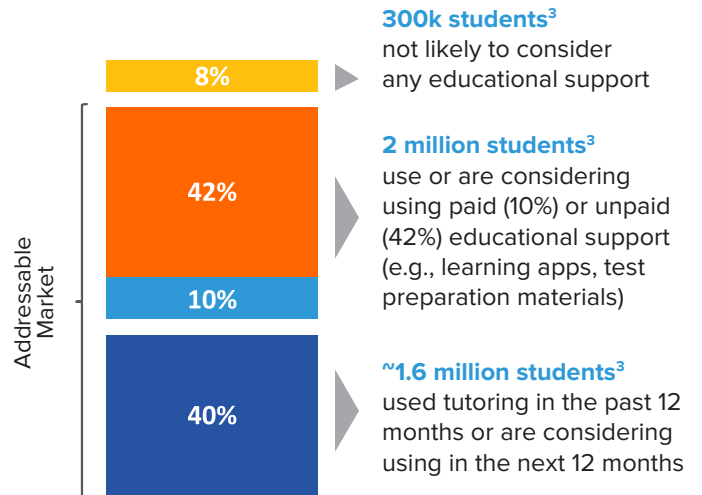 300k students³
not likely to consider
any educational support
8%
2 million students³
use or are considering
using paid (10%) or unpaid
(42%) educational support
(e.g., learning apps, test
preparation materials)
42%
10%
Addressable
Market
~1.6 million students³
used tutoring in the past 12
months or are considering
using in the next 12 months
40%